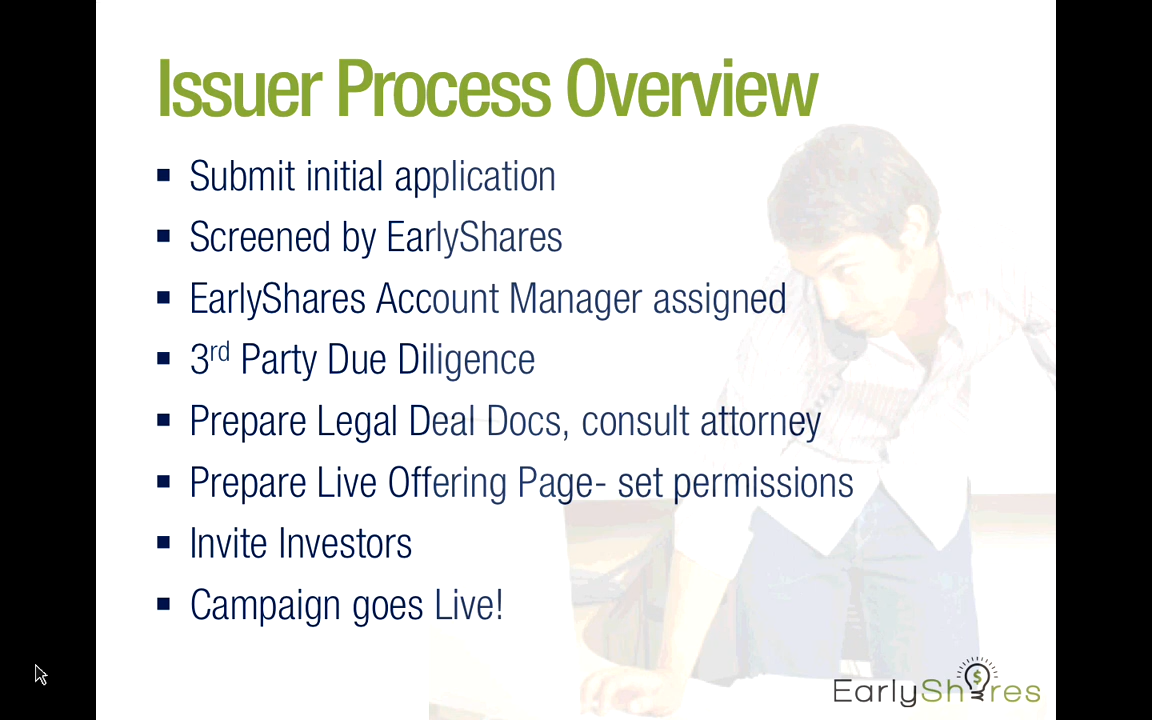 Issuer Process Overview
▪ Submit initial application
▪ Screened by EarlyShares
▪ EarlyShares Account Manager assigned
▪ 3rd Party Due Diligence
▪ Prepare Legal Deal Docs, consult attorney
▪ Prepare Live Offering Page- set permissions
▪ Invite Investors
▪ Campaign goes Live!
EarlyShares